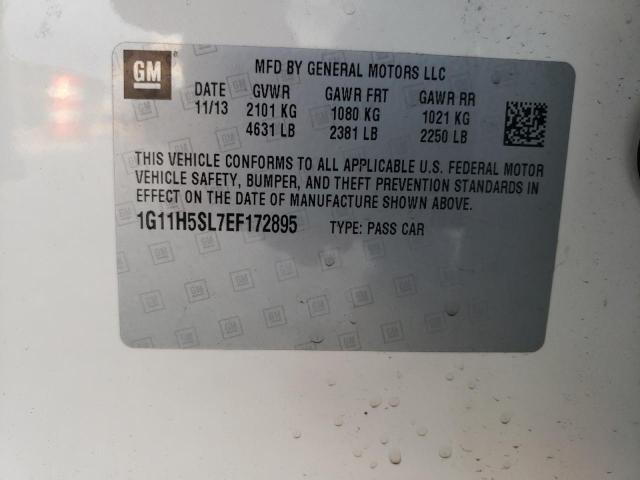 GM
MFD BY GENERAL MOTORS LLC
DATE GVWR GAWR FRT GAWR RR
11/13 2101 KG 1080 KG 1021 KG
4631 LB 2381 LB 2250 LB
THIS VEHICLE CONFORMS TO ALL APPLICABLE U.S. FEDERAL MOTOR
VEHICLE SAFETY, BUMPER, AND THEFT PREVENTION STANDARDS IN
EFFECT ON THE DATE OF MANUFACTURE SHOWN ABOVE.
1G11H5SL7EF172895 TYPE: PASS CAR